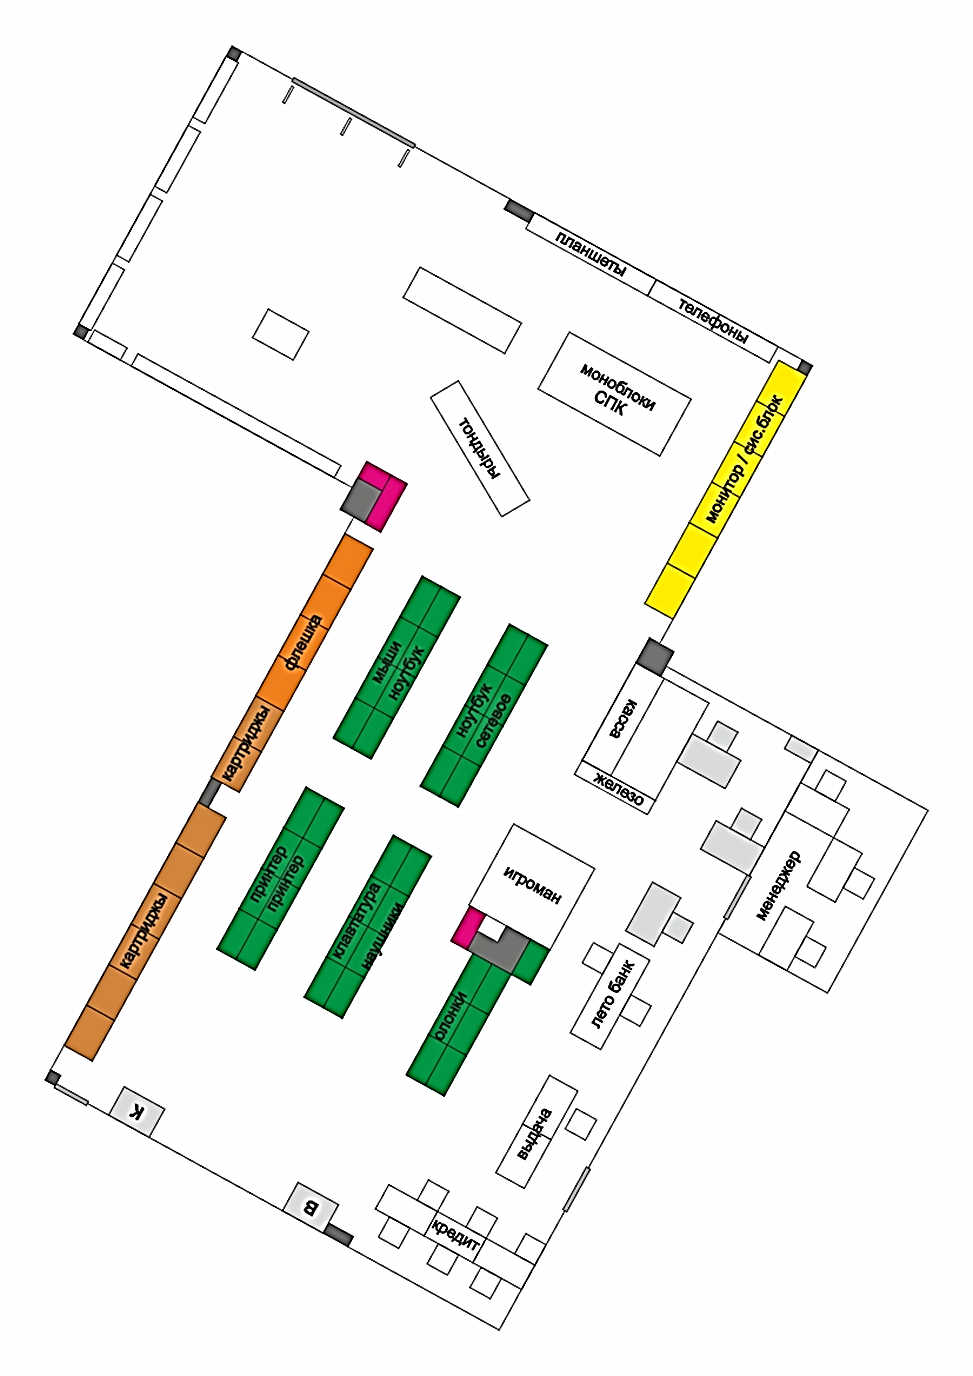 планшеты
телефоны
моноблоки
СПК
тондыры
монитор / сис.блок
флешка
мыши
ноутбук
ноутбук
сетевое
касса
железо
картриджы
принтер
принтер
клавтатура
наушники
игроман
менеджер
картриджы
олонки
лето банк
К
выдача
В
кредит